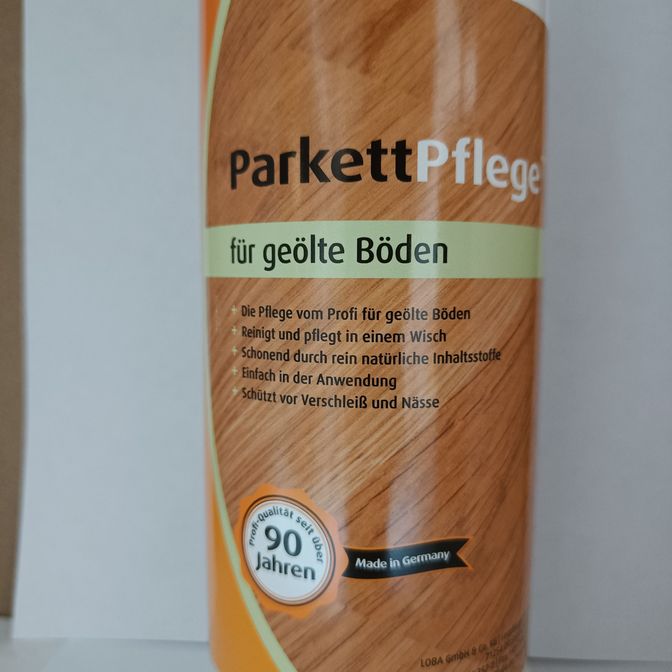 ParkettPflege
für geölte Böden
+ Die Pflege vom Profi für geölte Böden
+ Reinigt und pflegt in einem Wisch
+ Schonend durch rein natürliche Inhaltsstoffe
+ Einfach in der Anwendung
+ Schützt vor Verschleiß und Nässe
Profi-Qualität seit über
90
Jahren
Made in Germany
LOBA GmbH & Co. KG